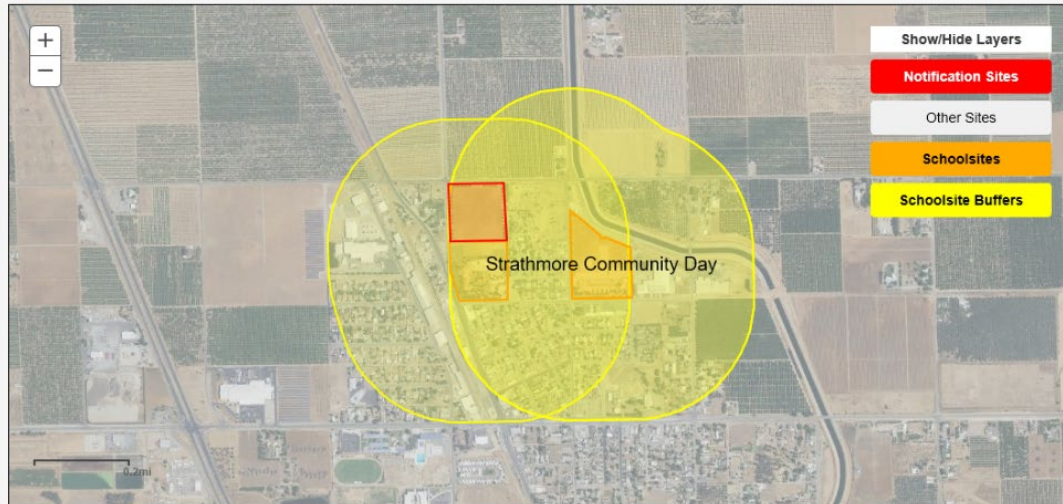 +
−
Show/Hide Layers
Notification Sites
Other Sites
Schoolsites
Schoolsite Buffers
Strathmore Community Day
0.2mi